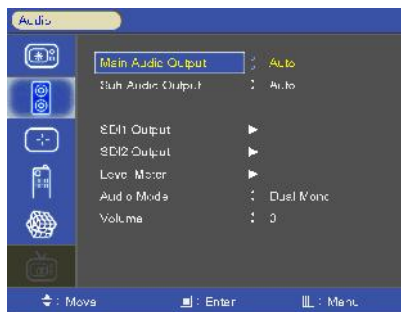 Audio
Main Audio Output : Auto
Sub Audio Output : Auto
SDI1 Output ▶
SDI2 Output ▶
Level Meter ▶
Audio Mode : Dual Mono
Volume : 0
: Move : Enter : Menu